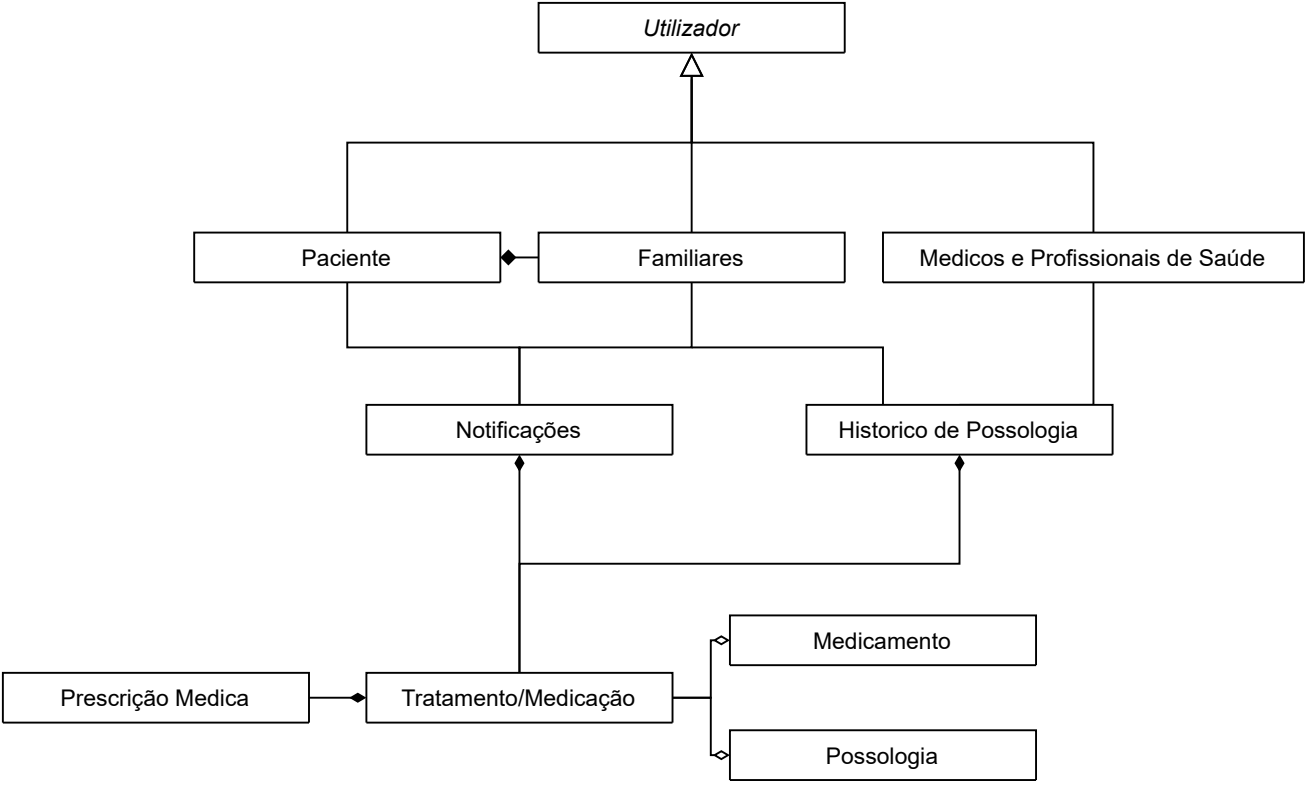 Utilizador
Paciente
Familiares
Medicos e Profissionais de Saúde
Notificações
Historico de Possologia
Medicamento
Prescrição Medica
Tratamento/Medicação
Possologia